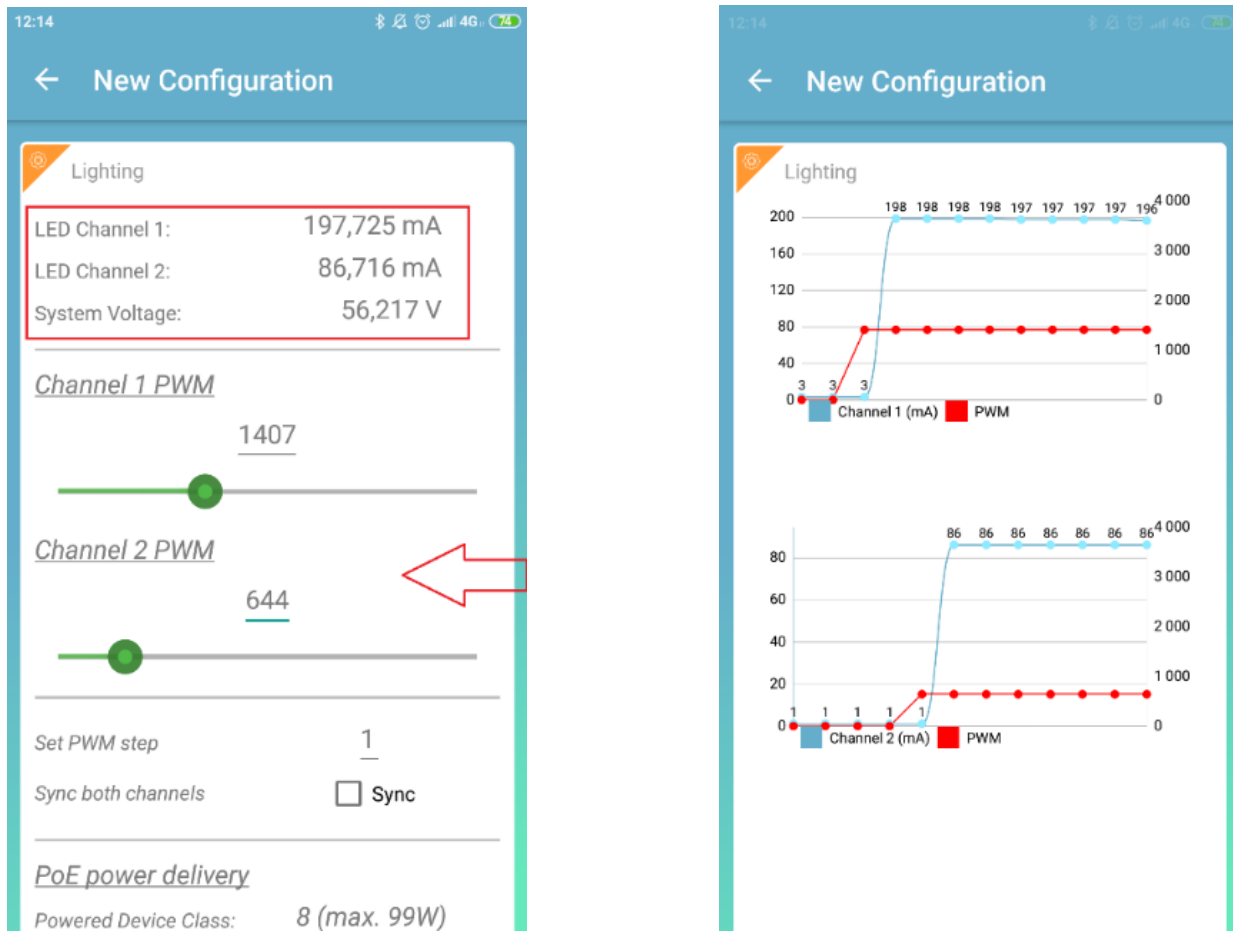 12:14
4G 74
New Configuration
Lighting
LED Channel 1: 197,725 mA
LED Channel 2: 86,716 mA
System Voltage: 56,217 V
Channel 1 PWM
1407
Channel 2 PWM
644
Set PWM step 1
Sync both channels Sync
PoE power delivery
Powered Device Class: 8 (max. 99W)
12:14
4G 74
New Configuration
Lighting
198 198 198 198 197 197 197 197 196
200 4 000
160 3 000
120 2 000
80 1 000
40
3 3 3
0 0
Channel 1 (mA) PWM
86 86 86 86 86 86 86
4 000
80
3 000
60
2 000
40
1 000
20
1 1 1 1 1
0 0
Channel 2 (mA) PWM